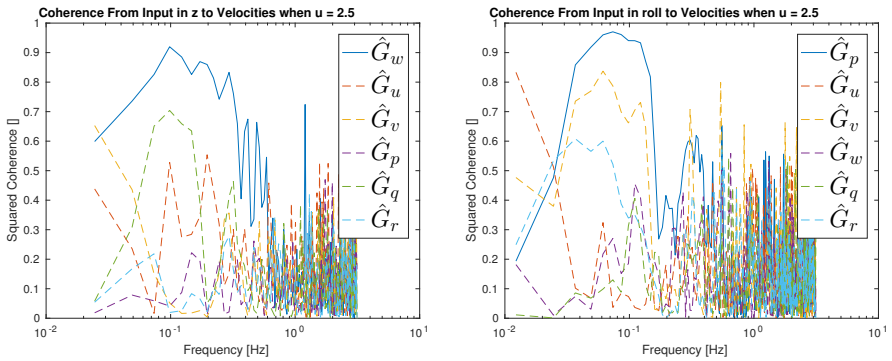 Coherence From Input in z to Velocities when u = 2.5
Squared Coherence []
1
0.9
0.8
0.7
0.6
0.5
0.4
0.3
0.2
0.1
0
10^-2
10^-1
10^0
10^1
Frequency [Hz]
Ĝ_w
Ĝ_u
Ĝ_v
Ĝ_p
Ĝ_q
Ĝ_r
Coherence From Input in roll to Velocities when u = 2.5
Squared Coherence []
1
0.9
0.8
0.7
0.6
0.5
0.4
0.3
0.2
0.1
0
10^-2
10^-1
10^0
10^1
Frequency [Hz]
Ĝ_p
Ĝ_u
Ĝ_v
Ĝ_w
Ĝ_q
Ĝ_r